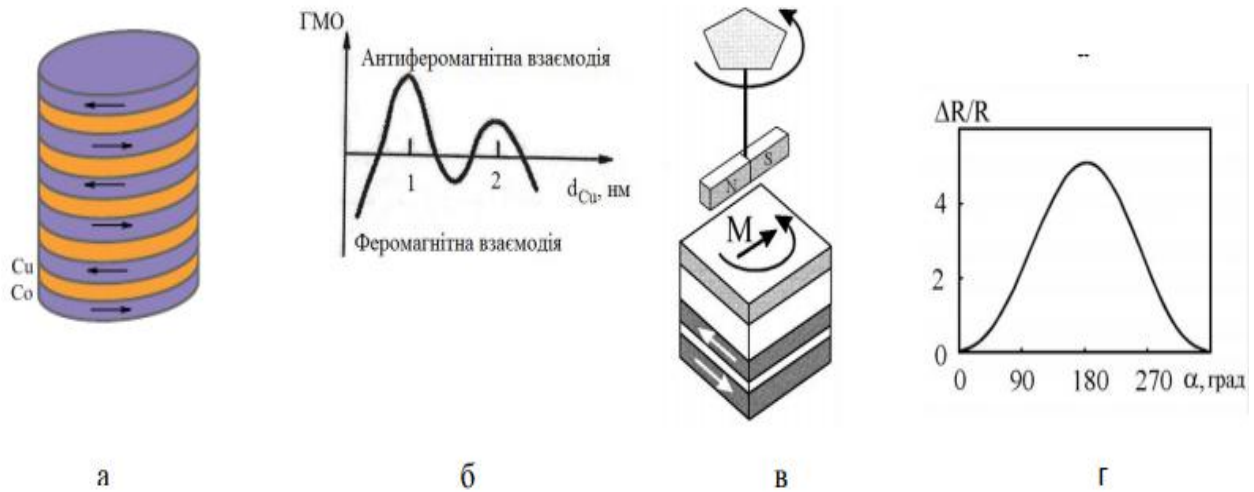 Cu
Co
а
ГМО
Антиферомагнітна взаємодія
1
2
d_Cu, нм
Феромагнітна взаємодія
б
N
S
M
в
--
ΔR/R
4
2
0
0 90 180 270 α, град
г